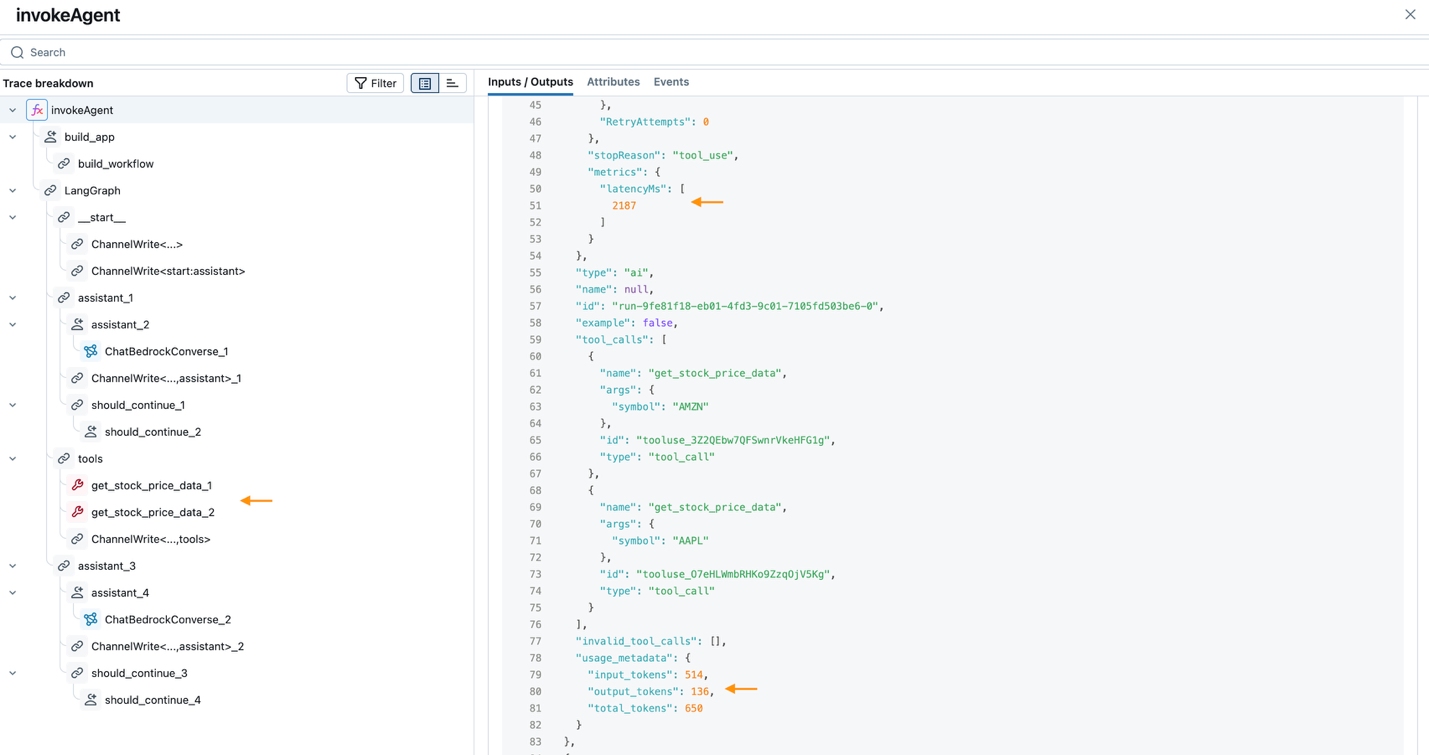 invokeAgent
Search
Trace breakdown
Filter
fx invokeAgent
build_app
build_workflow
LangGraph
__start__
ChannelWrite<...>
ChannelWrite<start:assistant>
assistant_1
assistant_2
ChatBedrockConverse_1
ChannelWrite<...,assistant>_1
should_continue_1
should_continue_2
tools
get_stock_price_data_1
get_stock_price_data_2
ChannelWrite<...,tools>
assistant_3
assistant_4
ChatBedrockConverse_2
ChannelWrite<...,assistant>_2
should_continue_3
should_continue_4
Inputs / Outputs Attributes Events
45 },
46 "RetryAttempts": 0
47 },
48 "stopReason": "tool_use",
49 "metrics": {
50 "latencyMs": [
51 2187
52 ]
53 }
54 },
55 "type": "ai",
56 "name": null,
57 "id": "run-9fe81f18-eb01-4fd3-9c01-7105fd503be6-0",
58 "example": false,
59 "tool_calls": [
60 {
61 "name": "get_stock_price_data",
62 "args": {
63 "symbol": "AMZN"
64 },
65 "id": "tooluse_3Z2QEbw7QFSwnrVkeHFG1g",
66 "type": "tool_call"
67 },
68 {
69 "name": "get_stock_price_data",
70 "args": {
71 "symbol": "AAPL"
72 },
73 "id": "tooluse_O7eHLWmbRHKo9ZzqOjV5Kg",
74 "type": "tool_call"
75 }
76 ],
77 "invalid_tool_calls": [],
78 "usage_metadata": {
79 "input_tokens": 514,
80 "output_tokens": 136,
81 "total_tokens": 650
82 }
83 },